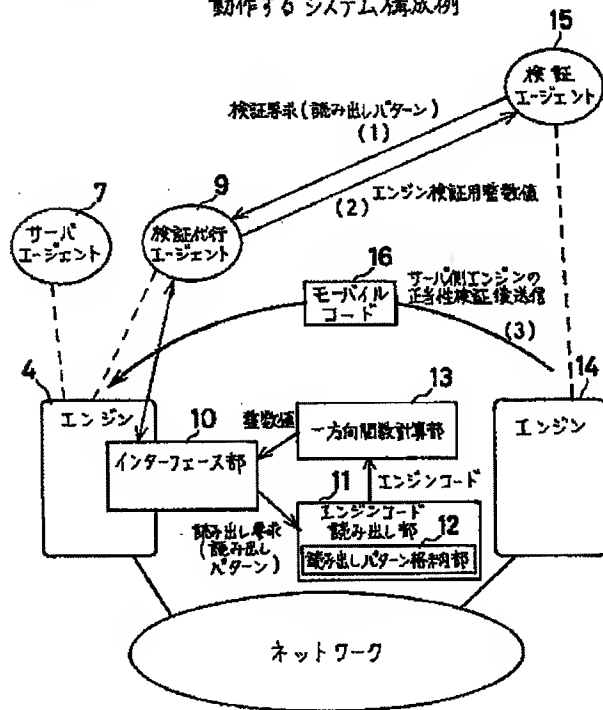 動作するシステム構成例
15
検証
エージェント
検証要求(読み出しパターン)
(1)
(2)
エンジン検証用整数値
7
サーバ
エージェント
9
検証代行
エージェント
16
モーバイル
コード
サーバ側エンジンの
正当性検証後送信
(3)
4
エンジン
14
エンジン
10
インターフェース部
整数値
13
一方向関数計算部
エンジンコード
11
エンジンコード
読み出し部
12
読み出しパターン格納部
読み出し要求
(読み出し
パターン)
ネットワーク